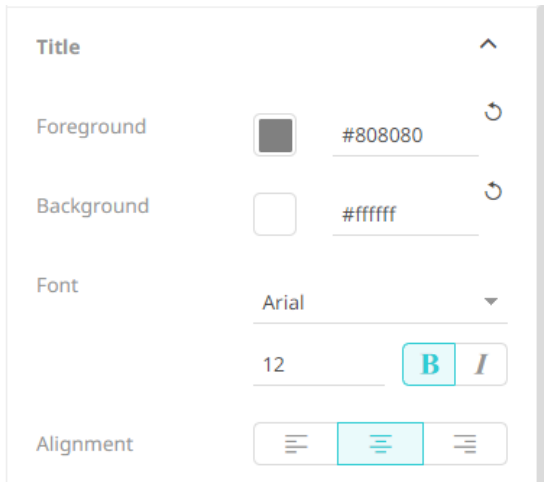 Title
Foreground
#808080
Background
#ffffff
Font
Arial
12
B I
Alignment